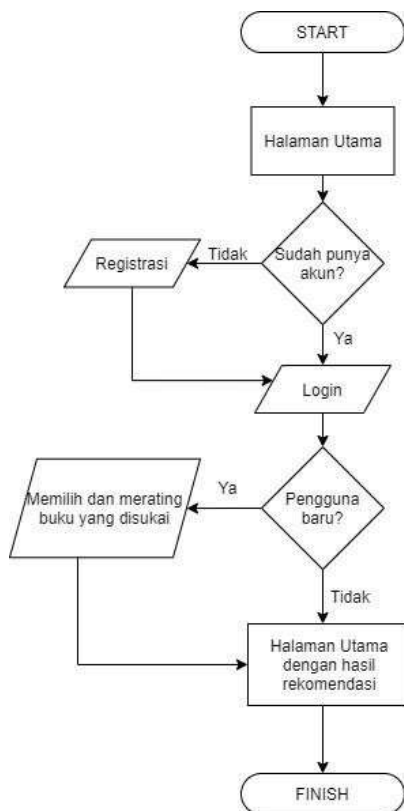 START
Halaman Utama
Sudah punya
akun?
Tidak
Registrasi
Ya
Login
Pengguna
baru?
Ya
Memilih dan merating
buku yang disukai
Tidak
Halaman Utama
dengan hasil
rekomendasi
FINISH